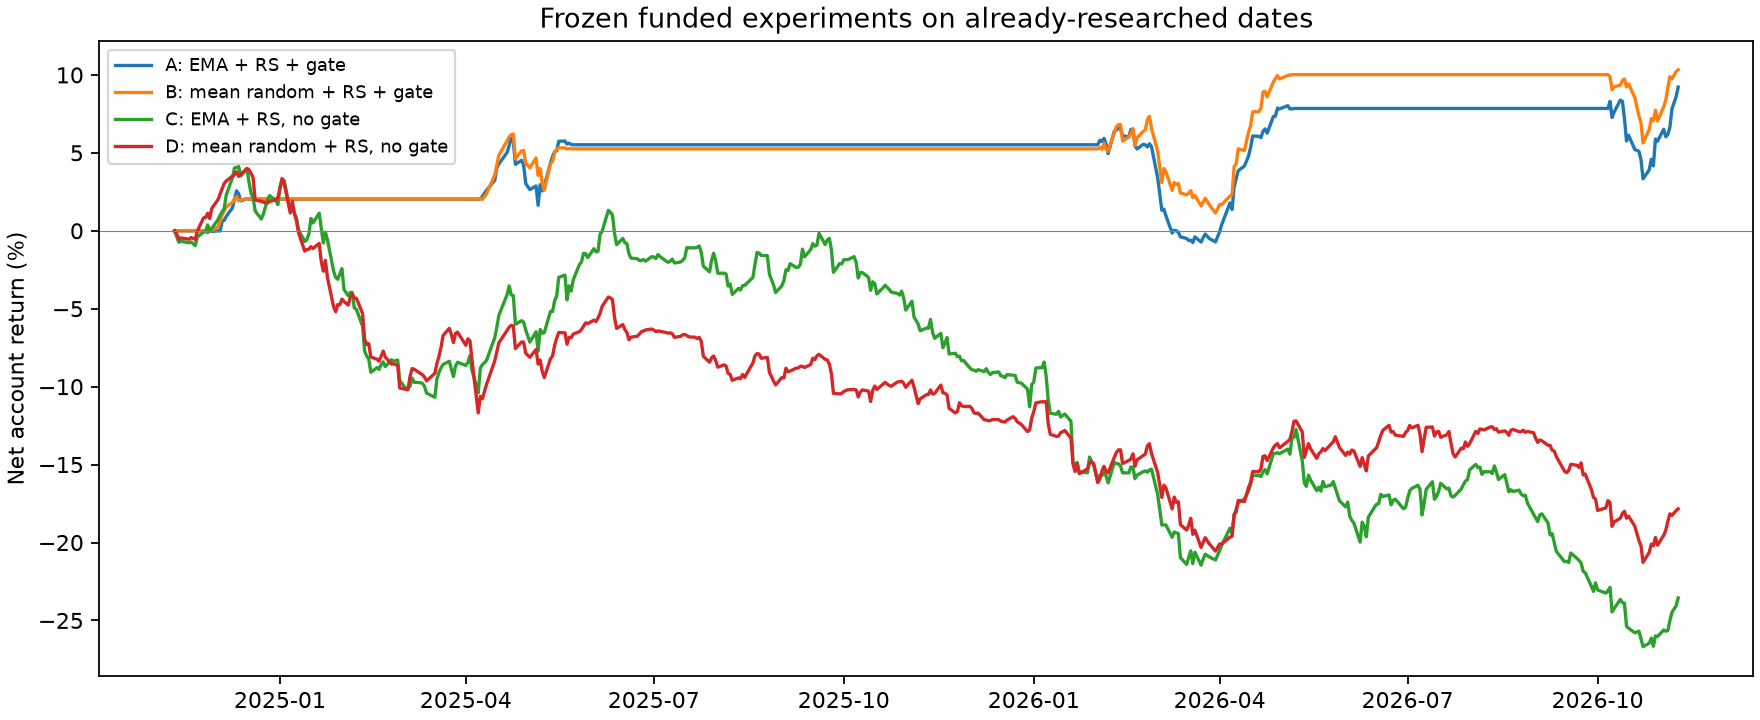 Frozen funded experiments on already-researched dates
A: EMA + RS + gate
B: mean random + RS + gate
C: EMA + RS, no gate
D: mean random + RS, no gate
Net account return (%)
10
5
0
−5
−10
−15
−20
−25
2025-01
2025-04
2025-07
2025-10
2026-01
2026-04
2026-07
2026-10